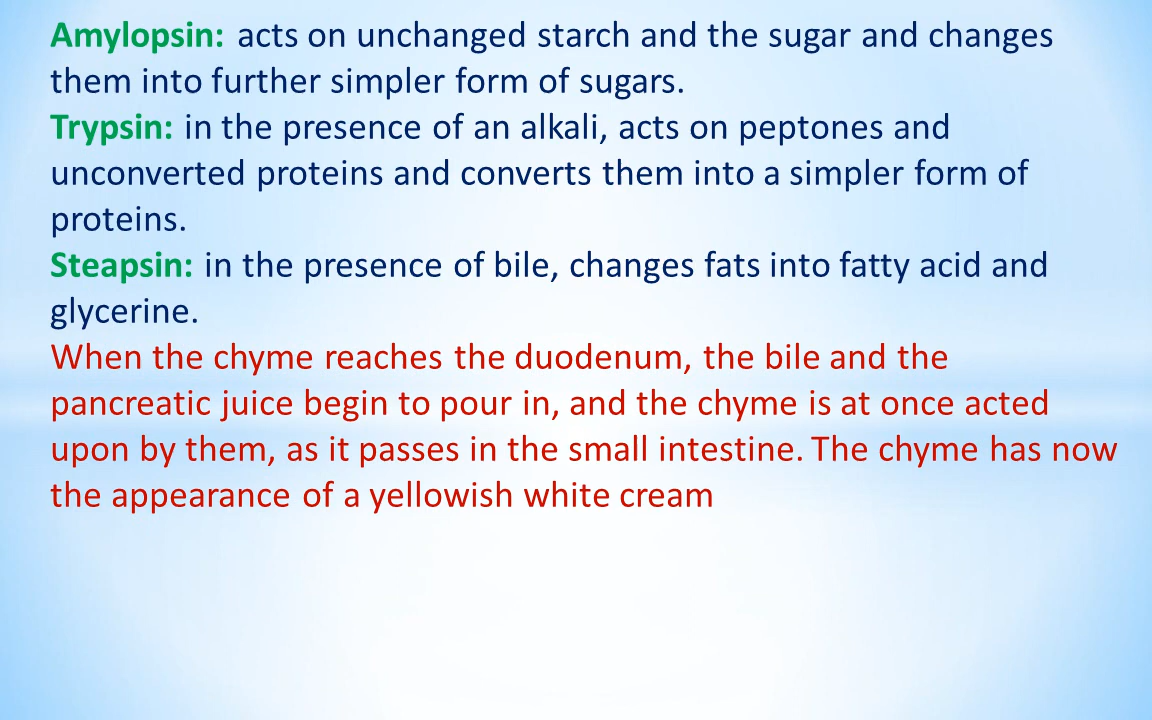 Amylopsin: acts on unchanged starch and the sugar and changes
them into further simpler form of sugars.
Trypsin: in the presence of an alkali, acts on peptones and
unconverted proteins and converts them into a simpler form of
proteins.
Steapsin: in the presence of bile, changes fats into fatty acid and
glycerine.
When the chyme reaches the duodenum, the bile and the
pancreatic juice begin to pour in, and the chyme is at once acted
upon by them, as it passes in the small intestine. The chyme has now
the appearance of a yellowish white cream